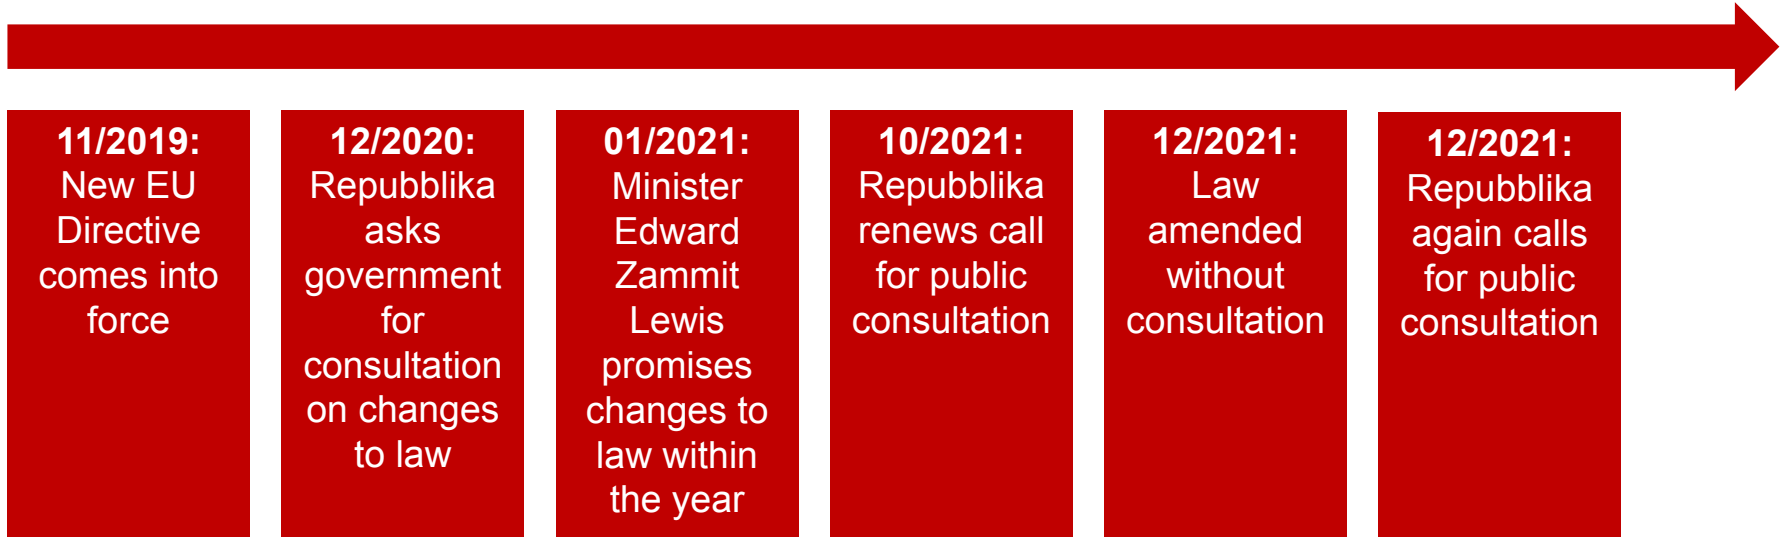 11/2019:
New EU
Directive
comes into
force
12/2020:
Repubblika
asks
government
for
consultation
on changes
to law
01/2021:
Minister
Edward
Zammit
Lewis
promises
changes to
law within
the year
10/2021:
Repubblika
renews call
for public
consultation
12/2021:
Law
amended
without
consultation
12/2021:
Repubblika
again calls
for public
consultation